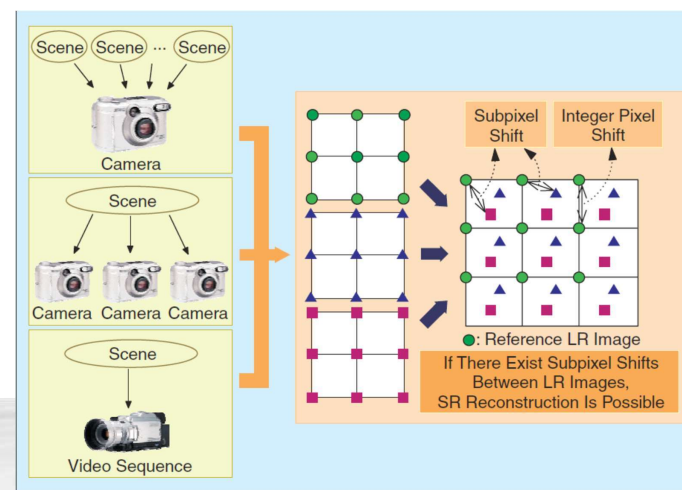 Scene Scene ... Scene
Camera
Scene
Camera Camera Camera
Scene
Video Sequence
Subpixel
Shift
Integer Pixel
Shift
: Reference LR Image
If There Exist Subpixel Shifts
Between LR Images,
SR Reconstruction Is Possible